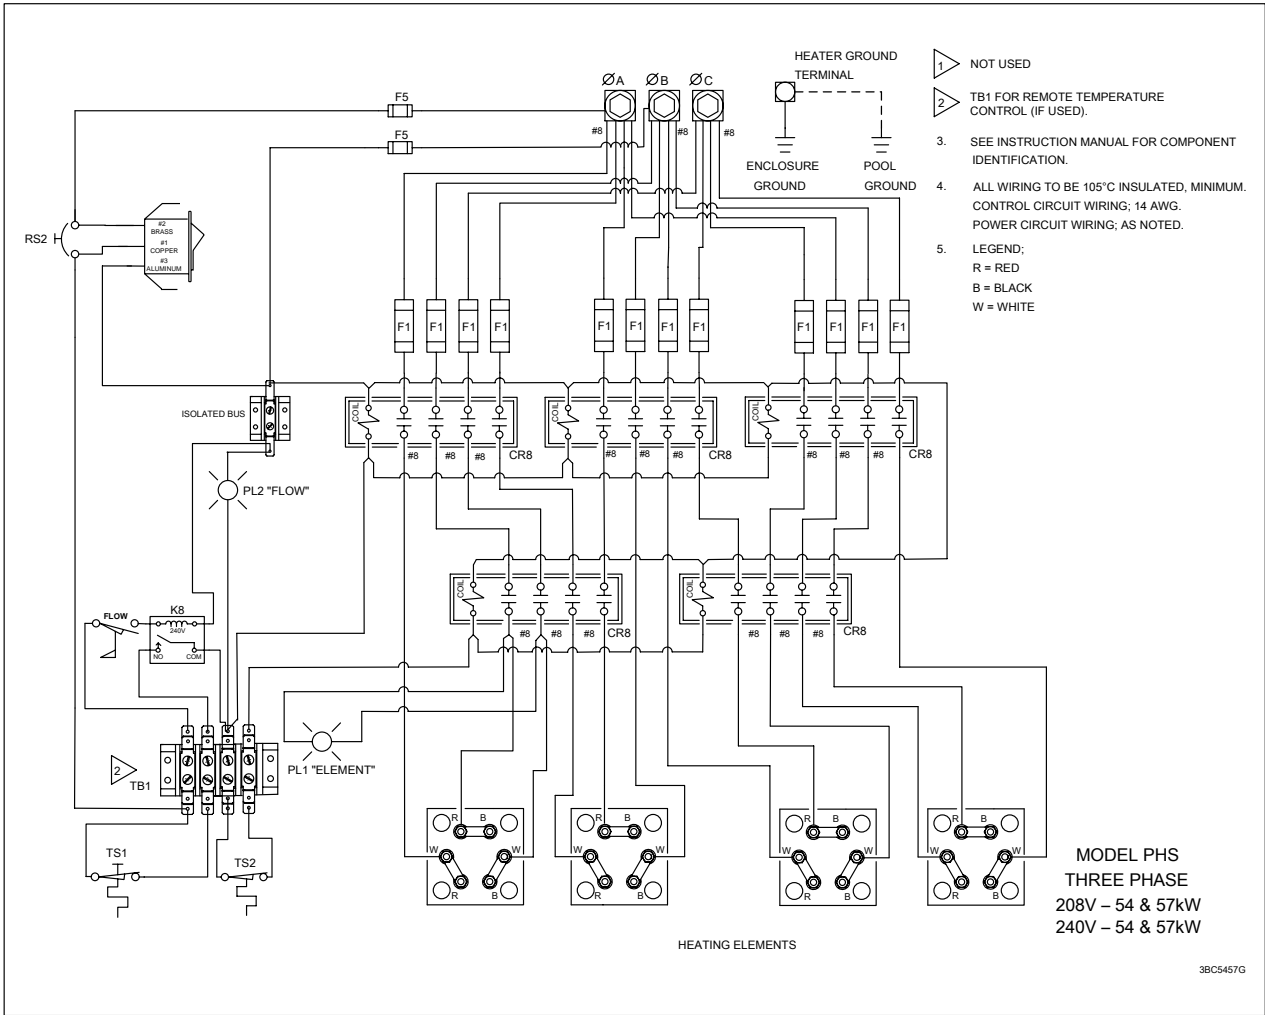 ØA ØB ØC
HEATER GROUND
TERMINAL
1 NOT USED
2 TB1 FOR REMOTE TEMPERATURE
CONTROL (IF USED).
3. SEE INSTRUCTION MANUAL FOR COMPONENT
IDENTIFICATION.
4. ALL WIRING TO BE 105°C INSULATED, MINIMUM.
CONTROL CIRCUIT WIRING; 14 AWG.
POWER CIRCUIT WIRING; AS NOTED.
5. LEGEND;
R = RED
B = BLACK
W = WHITE
F5
F5
#8 #8 #8
ENCLOSURE
GROUND
POOL
GROUND
RS2
#2
BRASS
#1
COPPER
#3
ALUMINUM
F1 F1 F1 F1 F1 F1 F1 F1 F1 F1 F1 F1
ISOLATED BUS
COIL COIL COIL
#8 #8 #8 CR8 #8 #8 #8 CR8 #8 #8 #8 CR8
PL2 "FLOW"
COIL COIL
#8 #8 #8 CR8 #8 #8 #8 CR8
FLOW
K8
240V
NO COM
2
TB1
PL1 "ELEMENT"
TS1 TS2
R B R B R B R B
W W W W W W W W
R B R B R B R B
HEATING ELEMENTS
MODEL PHS
THREE PHASE
208V – 54 & 57kW
240V – 54 & 57kW
3BC5457G